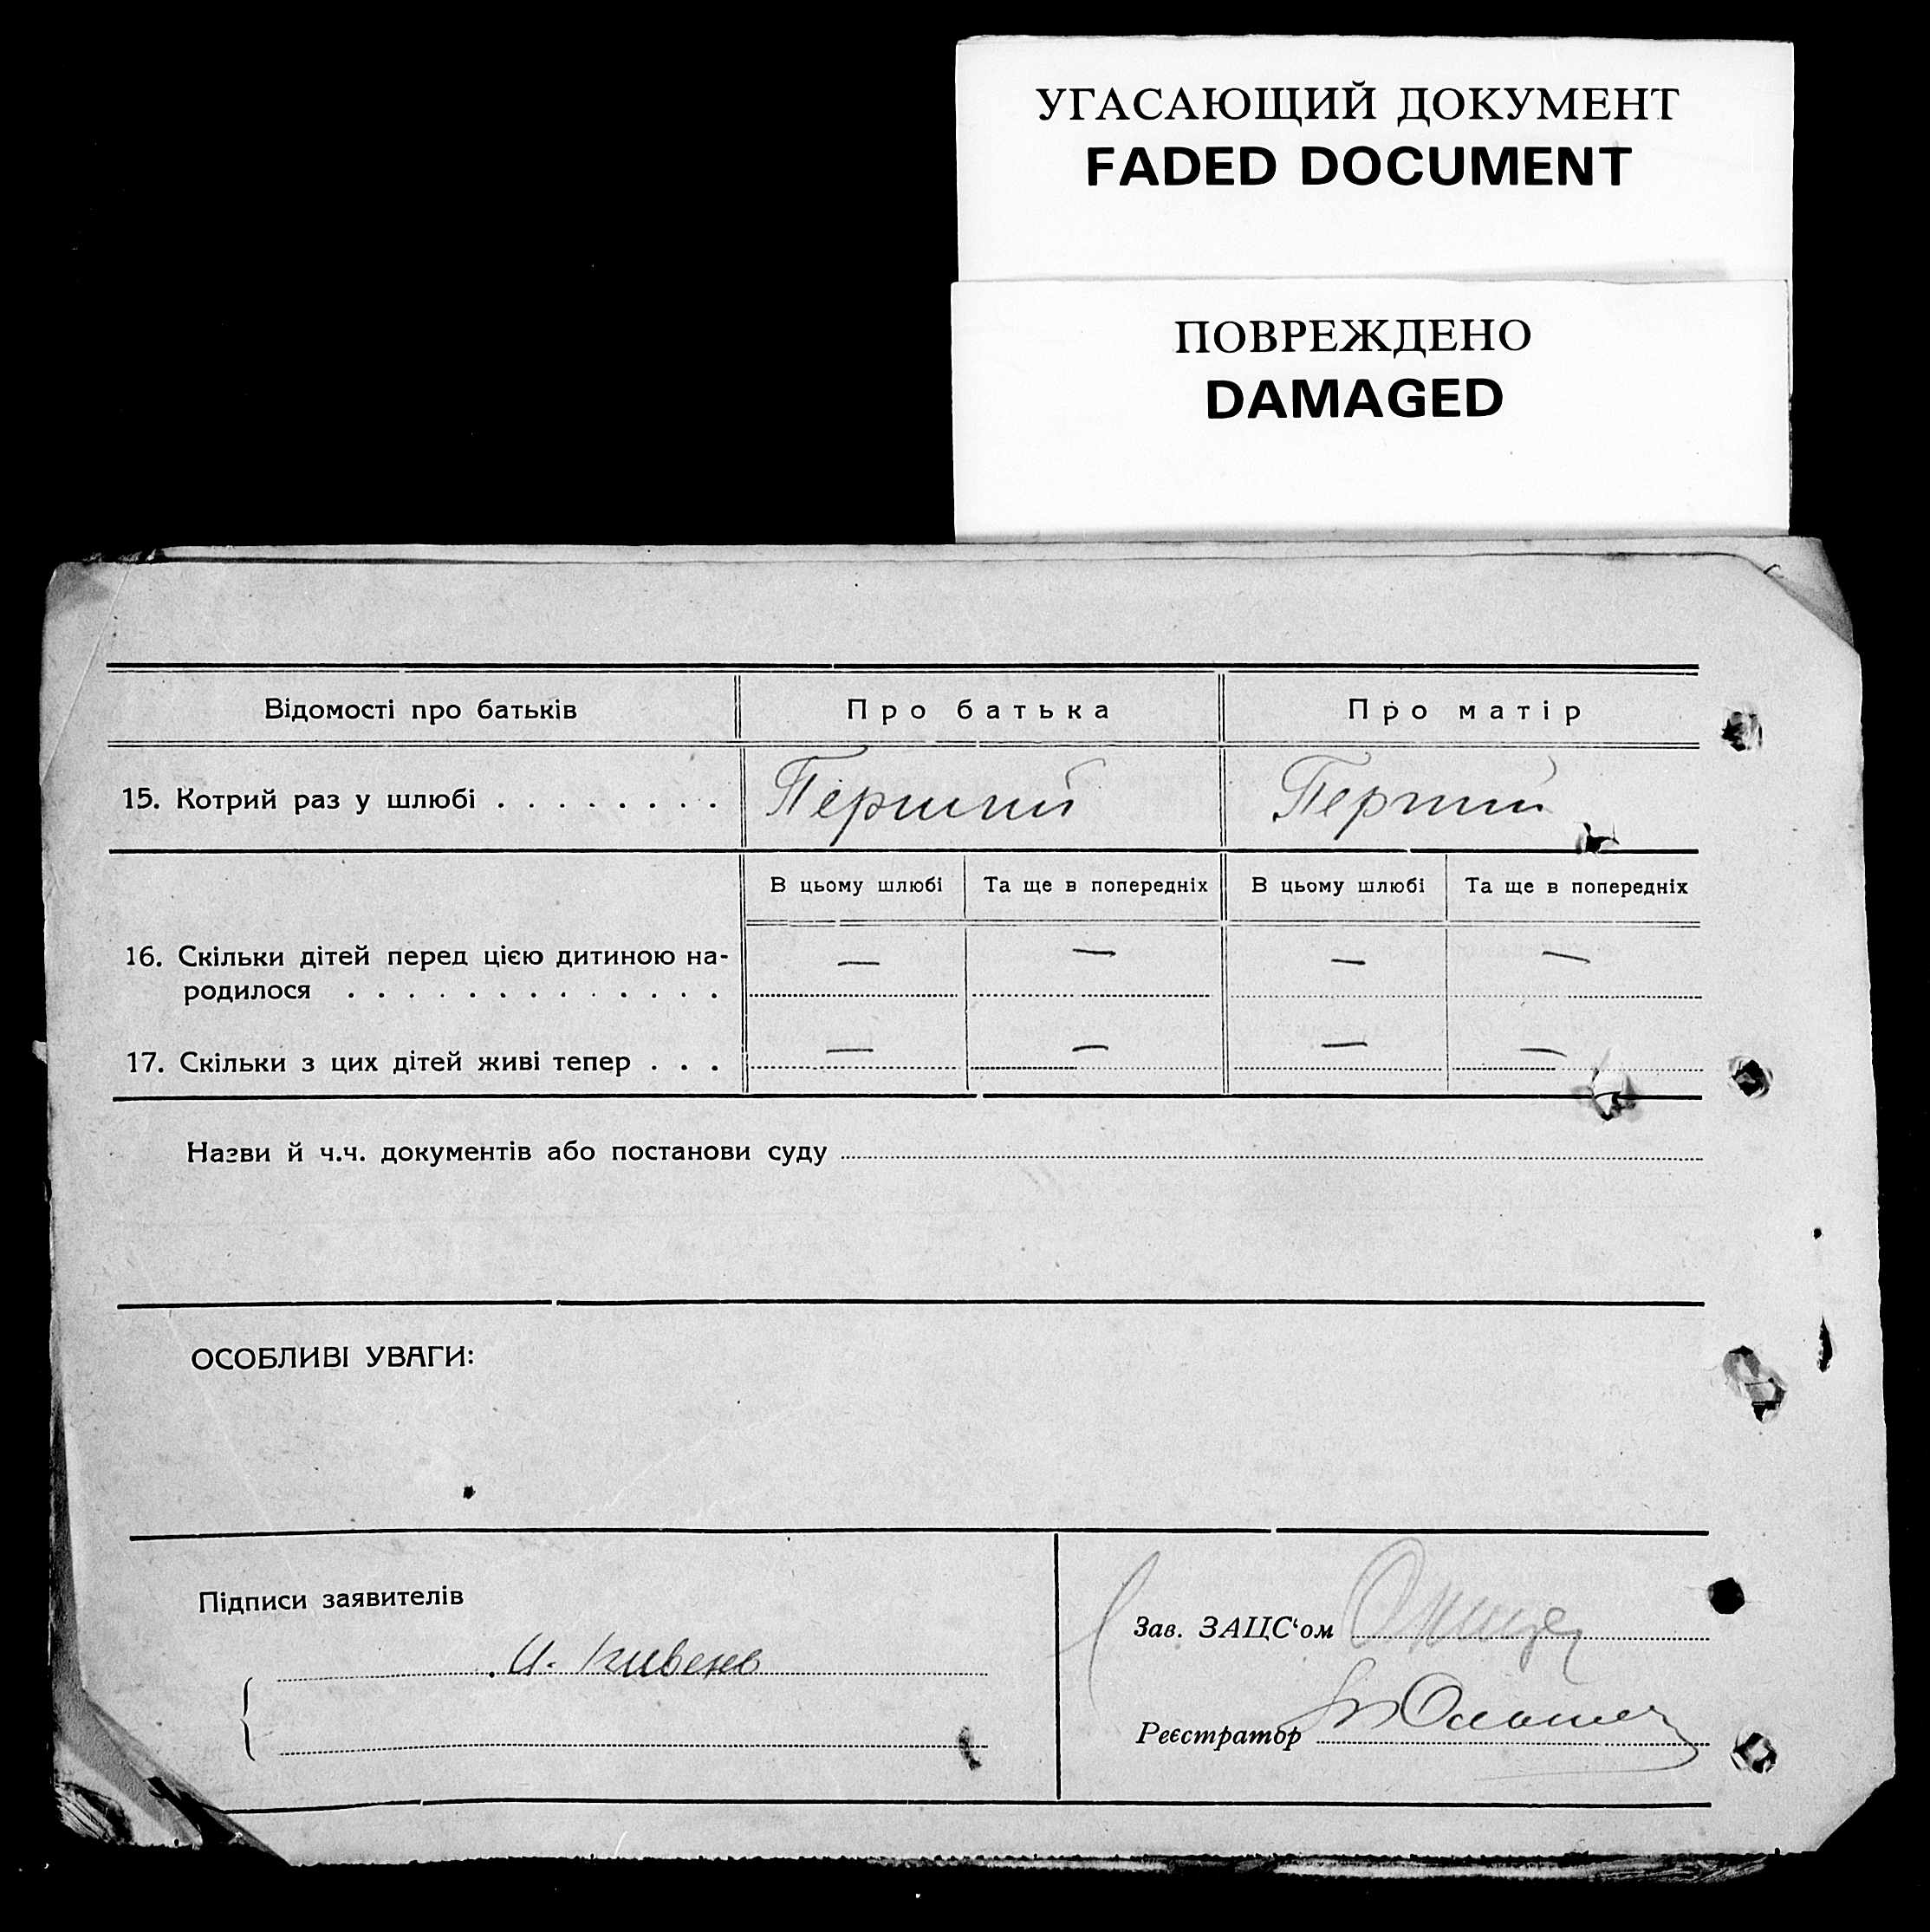 УГАСАЮЩИЙ ДОКУМЕНТ
FADED DOCUMENT
ПОВРЕЖДЕНО
DAMAGED
Відомості про батьків Про батька Про матір
15. Котрий раз у шлюбі . . . . . . . . Перший Перший
В цьому шлюбі Та ще в попередніх В цьому шлюбі Та ще в попередніх
16. Скільки дітей перед цією дитиною на- — — — —
родилося . . . . . . . . . . . . . .
17. Скільки з цих дітей живі тепер . . . — — — —
Назви й ч.ч. документів або постанови суду
ОСОБЛИВІ УВАГИ:
Підписи заявителів
Зав. ЗАЦС‘ом
Реєстратор